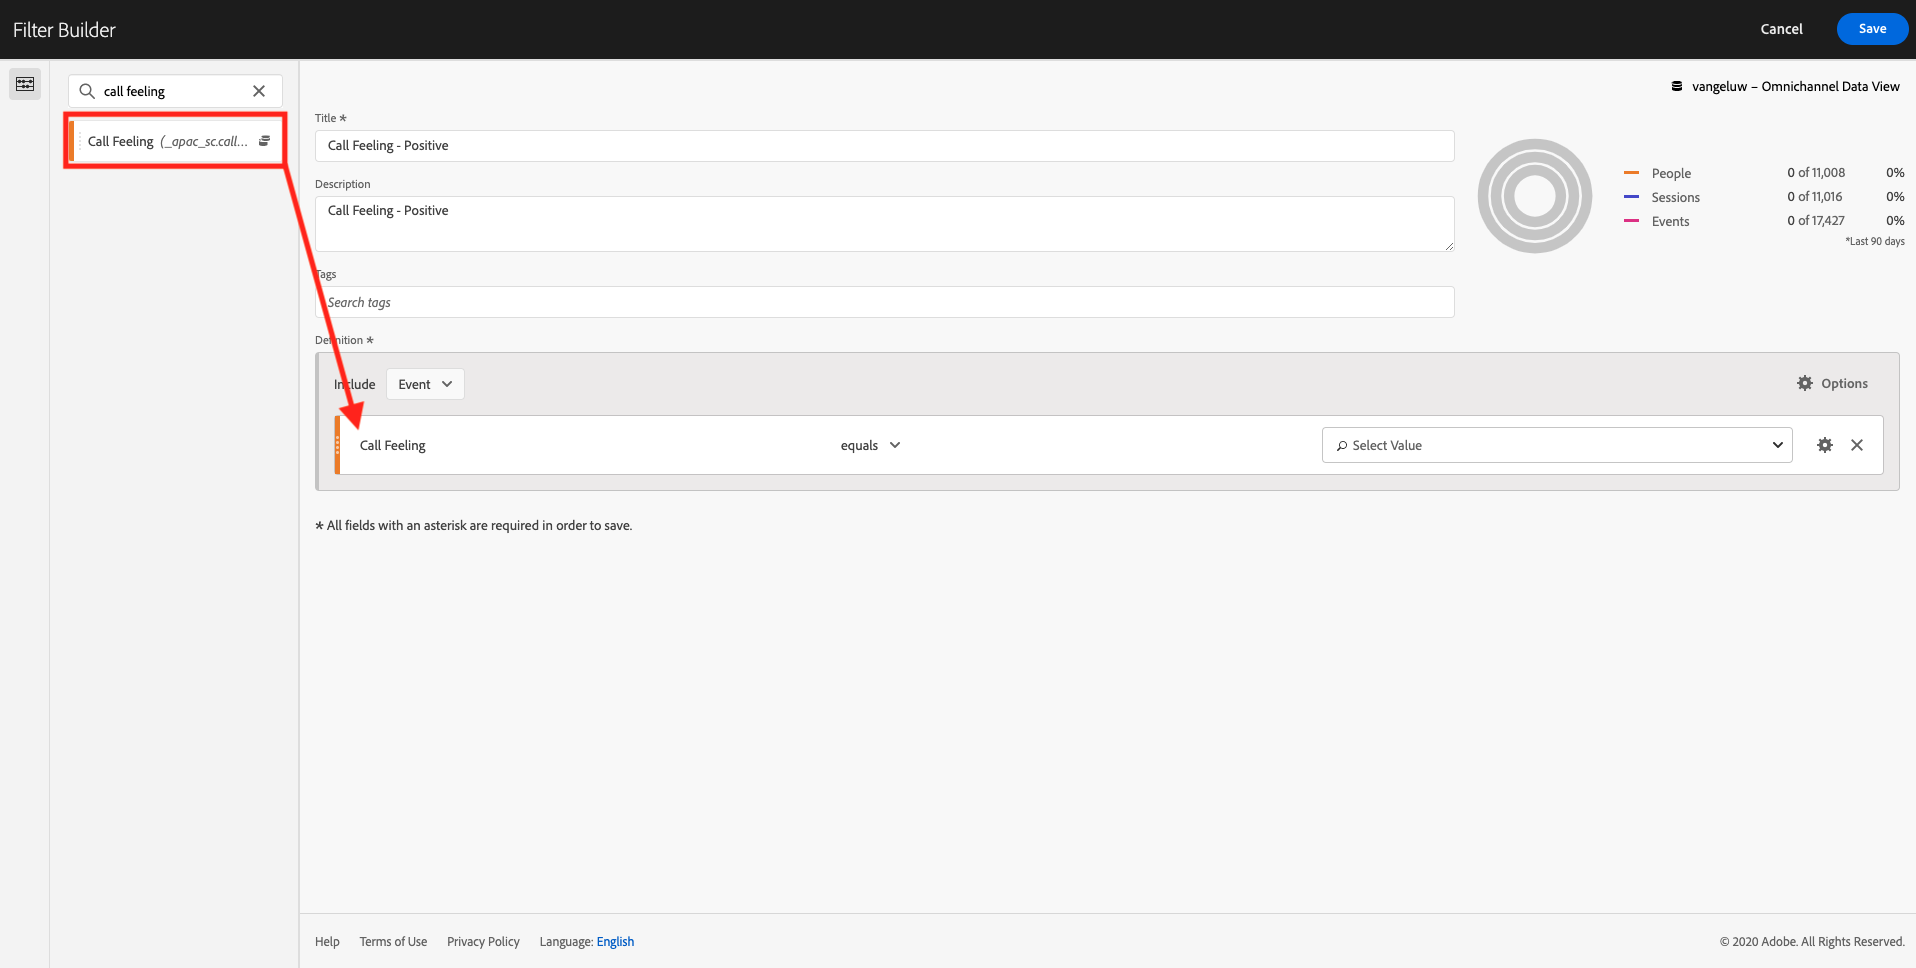 Filter Builder
Cancel
Save
call feeling
Call Feeling (_apac_sc.call...
vangeluw – Omnichannel Data View
Title *
Call Feeling - Positive
Description
Call Feeling - Positive
Tags
Search tags
People 0 of 11,008 0%
Sessions 0 of 11,016 0%
Events 0 of 17,427 0%
*Last 90 days
Definition *
Include Event
Options
Call Feeling equals Select Value
* All fields with an asterisk are required in order to save.
Help Terms of Use Privacy Policy Language: English
© 2020 Adobe. All Rights Reserved.